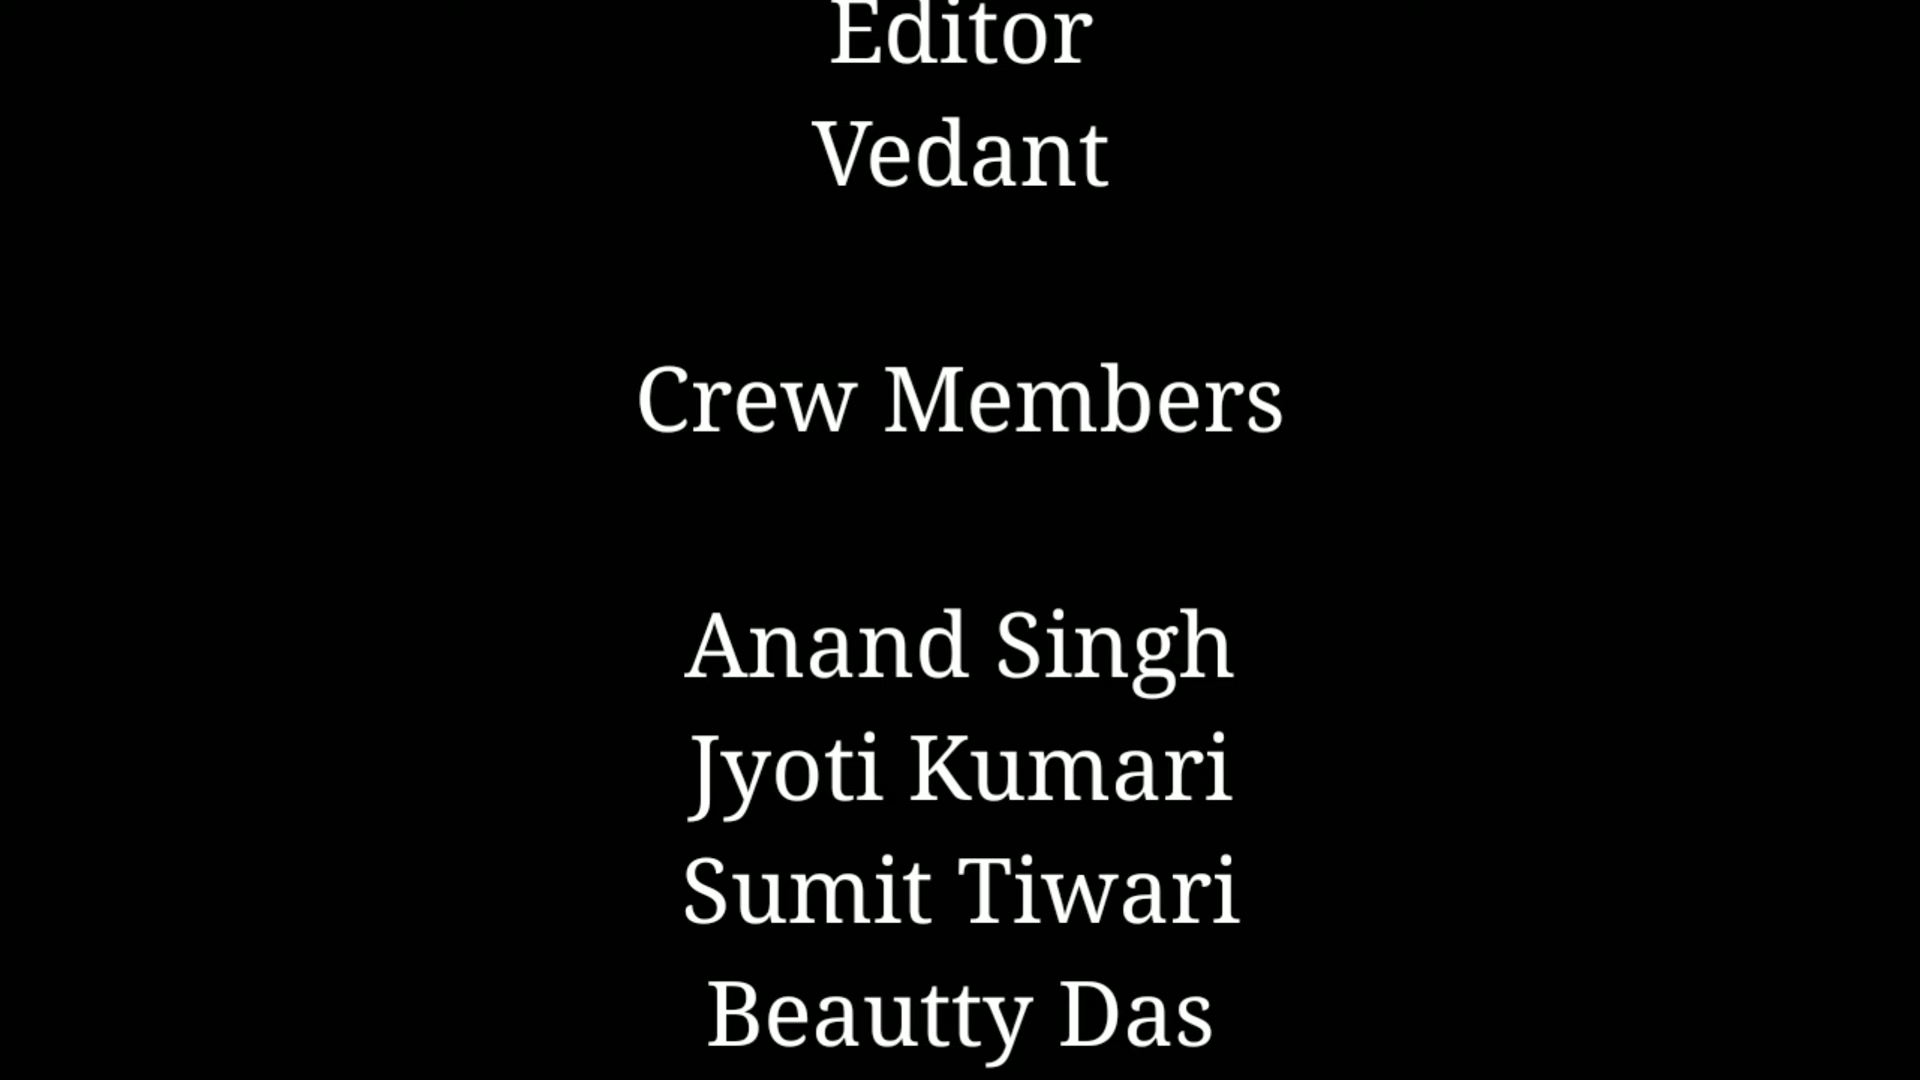 Editor
Vedant
Crew Members
Anand Singh
Jyoti Kumari
Sumit Tiwari
Beautty Das